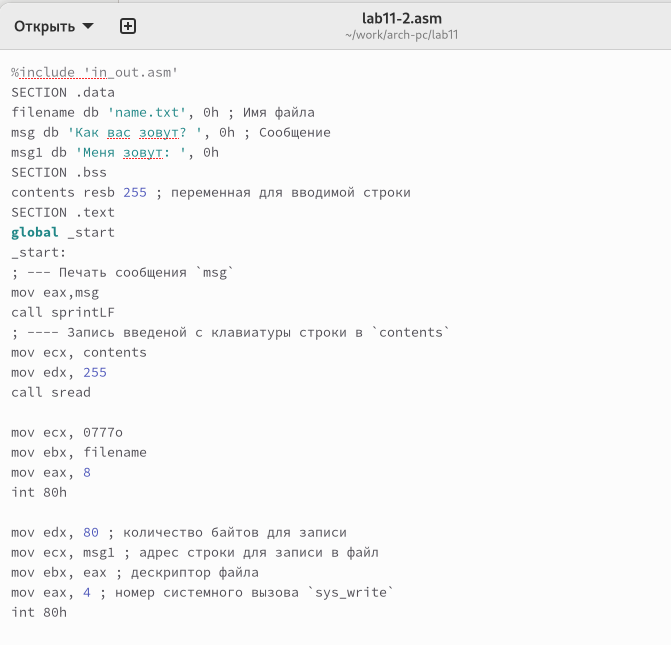 Открыть
lab11-2.asm
~/work/arch-pc/lab11
%include 'in_out.asm'
SECTION .data
filename db 'name.txt', 0h ; Имя файла
msg db 'Как вас зовут? ', 0h ; Сообщение
msg1 db 'Меня зовут: ', 0h
SECTION .bss
contents resb 255 ; переменная для вводимой строки
SECTION .text
global _start
_start:
; --- Печать сообщения `msg`
mov eax,msg
call sprintLF
; ---- Запись введеной с клавиатуры строки в `contents`
mov ecx, contents
mov edx, 255
call sread
mov ecx, 0777o
mov ebx, filename
mov eax, 8
int 80h
mov edx, 80 ; количество байтов для записи
mov ecx, msg1 ; адрес строки для записи в файл
mov ebx, eax ; дескриптор файла
mov eax, 4 ; номер системного вызова `sys_write`
int 80h